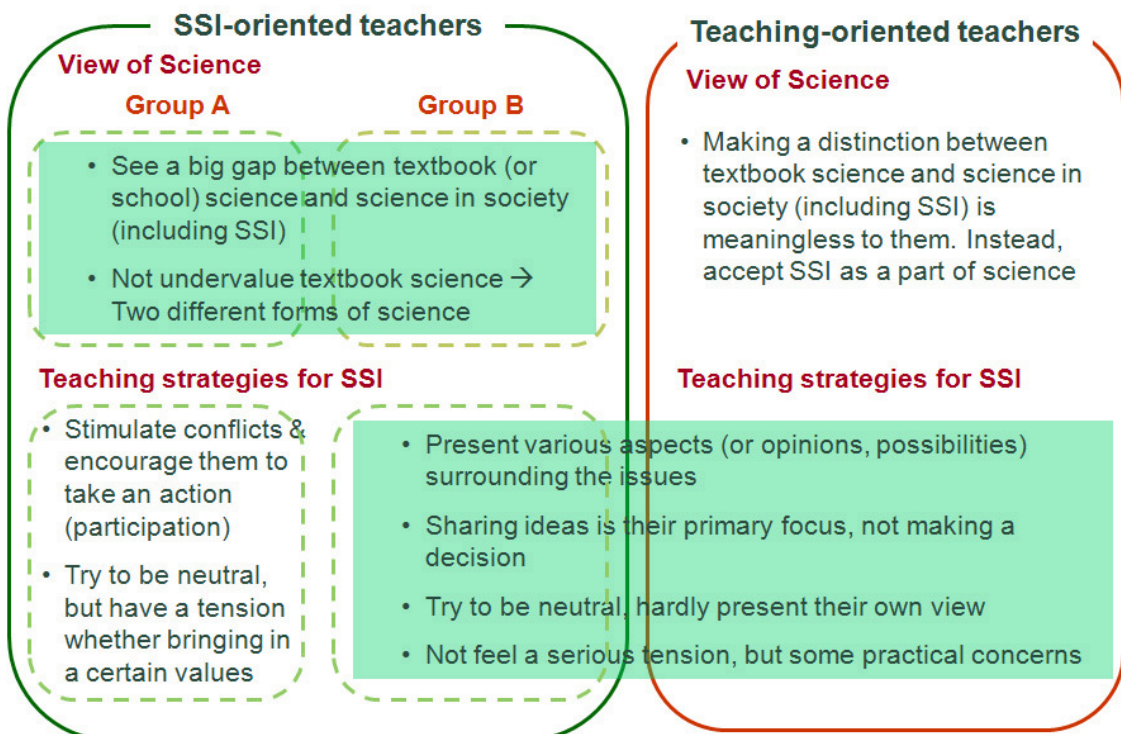 SSI-oriented teachers
View of Science
Group A
Group B
• See a big gap between textbook (or
school) science and science in society
(including SSI)
• Not undervalue textbook science →
Two different forms of science
Teaching strategies for SSI
• Stimulate conflicts &
encourage them to
take an action
(participation)
• Try to be neutral,
but have a tension
whether bringing in
a certain values
Teaching-oriented teachers
View of Science
• Making a distinction between
textbook science and science in
society (including SSI) is
meaningless to them. Instead,
accept SSI as a part of science
Teaching strategies for SSI
• Present various aspects (or opinions, possibilities)
surrounding the issues
• Sharing ideas is their primary focus, not making a
decision
• Try to be neutral, hardly present their own view
• Not feel a serious tension, but some practical concerns